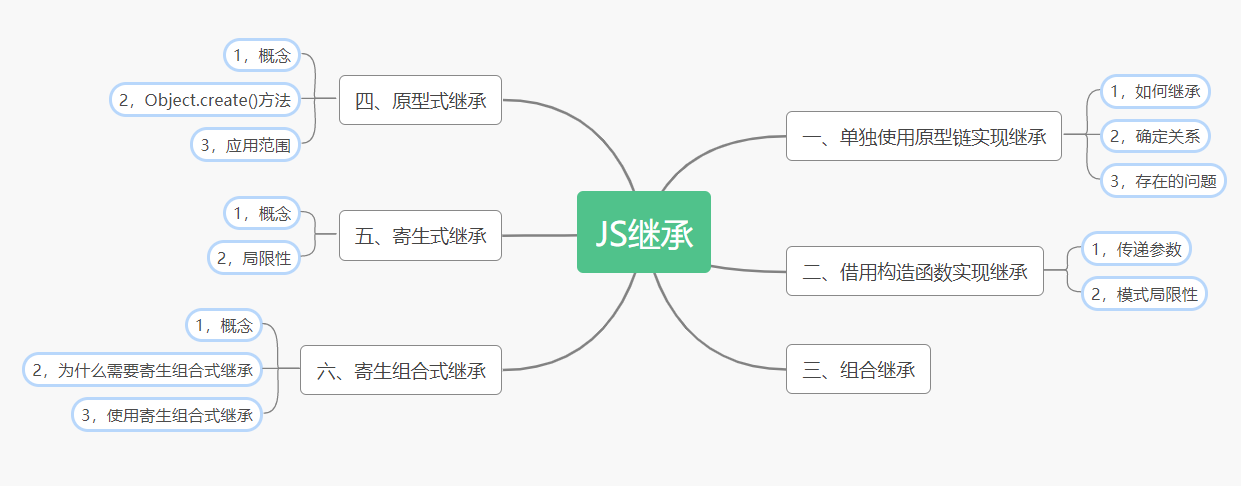 JS继承
一、单独使用原型链实现继承
1，如何继承
2，确定关系
3，存在的问题
二、借用构造函数实现继承
1，传递参数
2，模式局限性
三、组合继承
四、原型式继承
1，概念
2，Object.create()方法
3，应用范围
五、寄生式继承
1，概念
2，局限性
六、寄生组合式继承
1，概念
2，为什么需要寄生组合式继承
3，使用寄生组合式继承